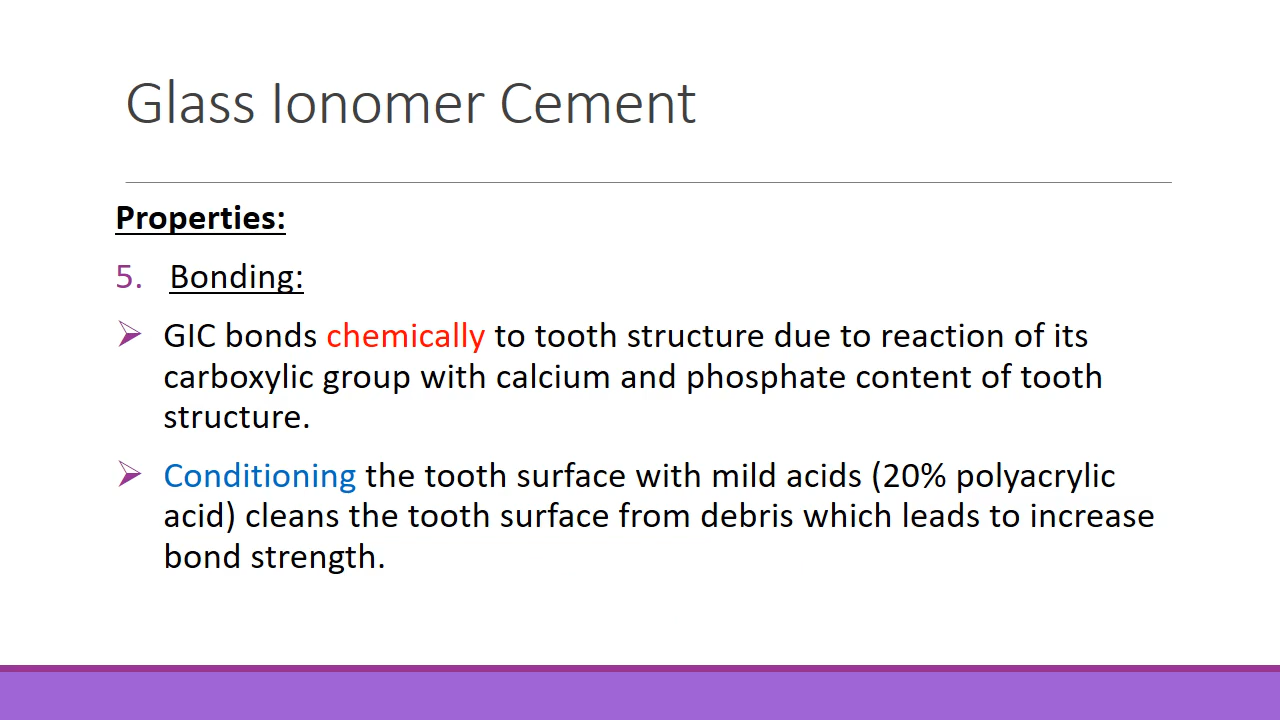 Glass Ionomer Cement
Properties:
5. Bonding:
➢ GIC bonds chemically to tooth structure due to reaction of its
carboxylic group with calcium and phosphate content of tooth
structure.
➢ Conditioning the tooth surface with mild acids (20% polyacrylic
acid) cleans the tooth surface from debris which leads to increase
bond strength.